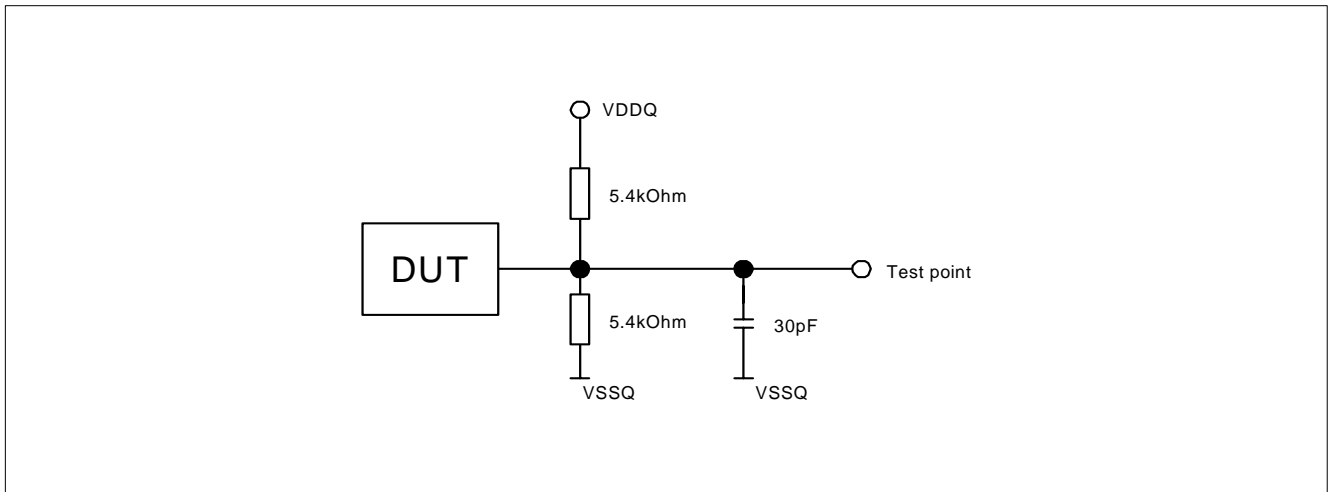 VDDQ
5.4kOhm
DUT
Test point
5.4kOhm
30pF
VSSQ
VSSQ